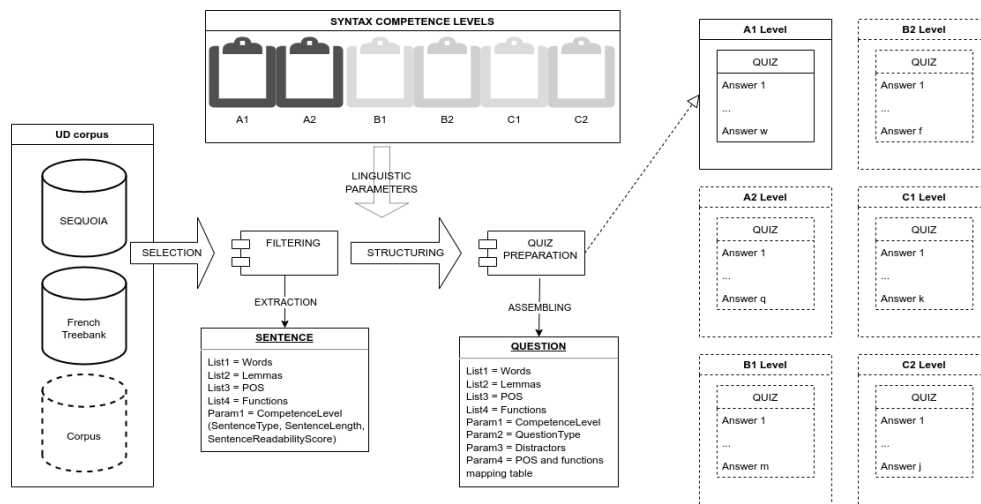 SYNTAX COMPETENCE LEVELS
A1
A2
B1
B2
C1
C2
LINGUISTIC
PARAMETERS
UD corpus
SEQUOIA
French
Treebank
Corpus
SELECTION
FILTERING
STRUCTURING
QUIZ
PREPARATION
EXTRACTION
ASSEMBLING
SENTENCE
List1 = Words
List2 = Lemmas
List3 = POS
List4 = Functions
Param1 = CompetenceLevel
(SentenceType, SentenceLength,
SentenceReadabilityScore)
QUESTION
List1 = Words
List2 = Lemmas
List3 = POS
List4 = Functions
Param1 = CompetenceLevel
Param2 = QuestionType
Param3 = Distractors
Param4 = POS and functions
mapping table
A1 Level
QUIZ
Answer 1
...
Answer w
B2 Level
QUIZ
Answer 1
...
Answer f
A2 Level
QUIZ
Answer 1
...
Answer q
C1 Level
QUIZ
Answer 1
...
Answer k
B1 Level
QUIZ
Answer 1
...
Answer m
C2 Level
QUIZ
Answer 1
...
Answer j